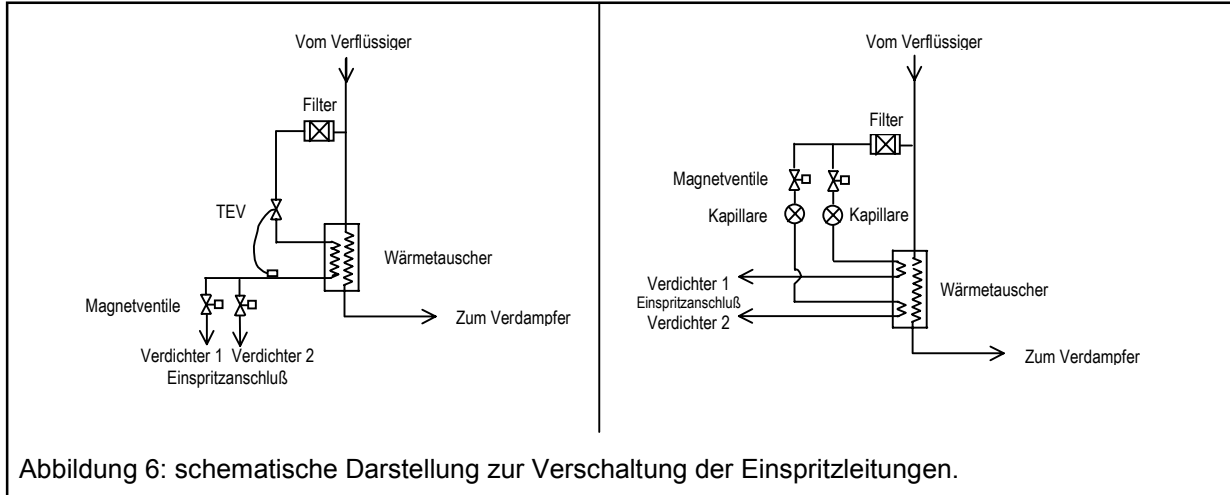 Vom Verflüssiger
Filter
TEV
Wärmetauscher
Magnetventile
Zum Verdampfer
Verdichter 1 Verdichter 2
Einspritzanschluß
Vom Verflüssiger
Filter
Magnetventile
Kapillare
Kapillare
Verdichter 1
Einspritzanschluß
Verdichter 2
Wärmetauscher
Zum Verdampfer
Abbildung 6: schematische Darstellung zur Verschaltung der Einspritzleitungen.